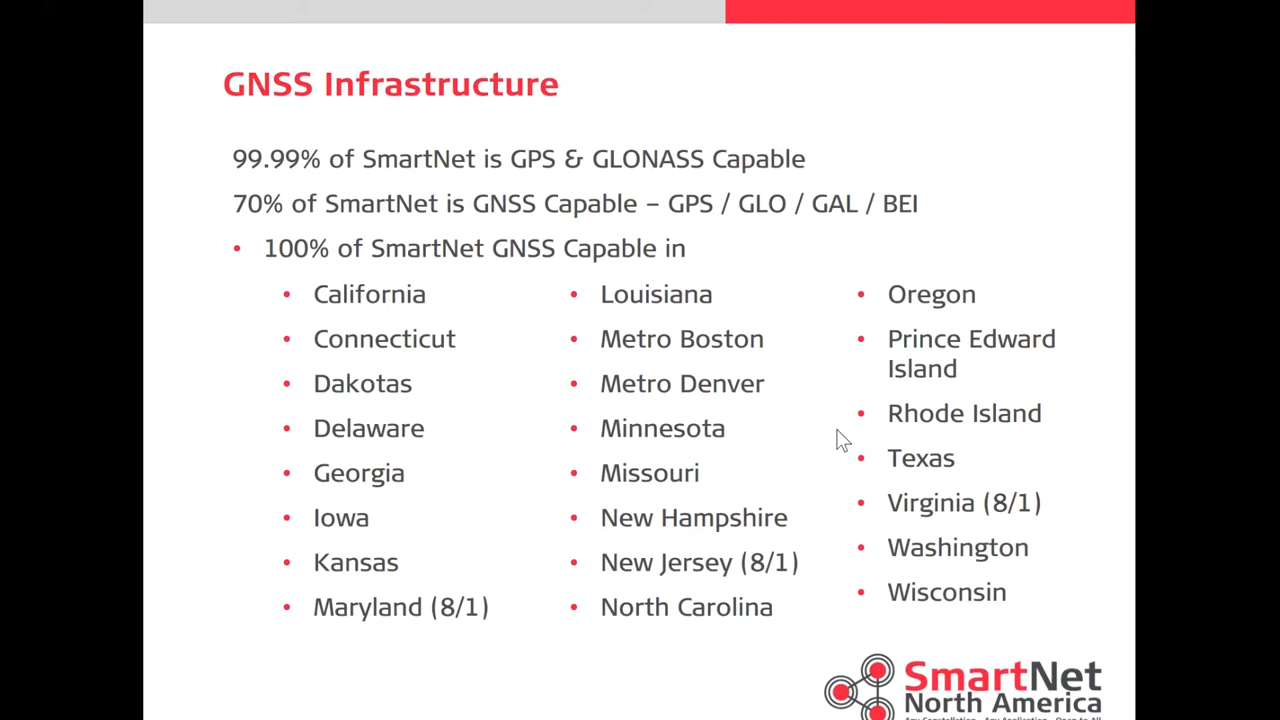 GNSS Infrastructure
99.99% of SmartNet is GPS & GLONASS Capable
70% of SmartNet is GNSS Capable – GPS / GLO / GAL / BEI
• 100% of SmartNet GNSS Capable in
• California
• Connecticut
• Dakotas
• Delaware
• Georgia
• Iowa
• Kansas
• Maryland (8/1)
• Louisiana
• Metro Boston
• Metro Denver
• Minnesota
• Missouri
• New Hampshire
• New Jersey (8/1)
• North Carolina
• Oregon
• Prince Edward
Island
• Rhode Island
• Texas
• Virginia (8/1)
• Washington
• Wisconsin
SmartNet
North America